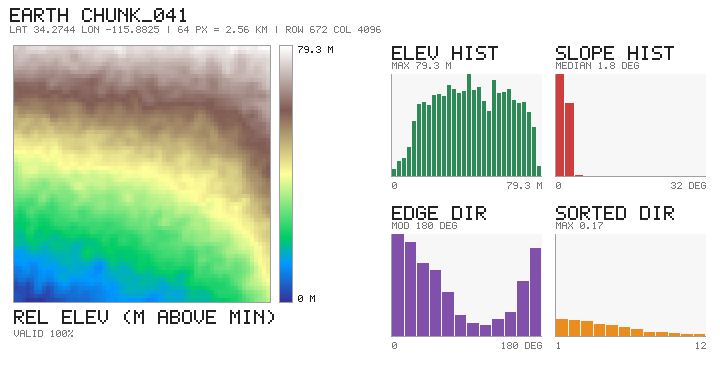 EARTH CHUNK_041
LAT 34.2744 LON -115.8825 | 64 PX = 2.56 KM | ROW 672 COL 4096
79.3 M
0 M
REL ELEV (M ABOVE MIN)
VALID 100%
ELEV HIST
MAX 79.3 M
0 79.3 M
SLOPE HIST
MEDIAN 1.8 DEG
0 32 DEG
EDGE DIR
MOD 180 DEG
0 180 DEG
SORTED DIR
MAX 0.17
1 12